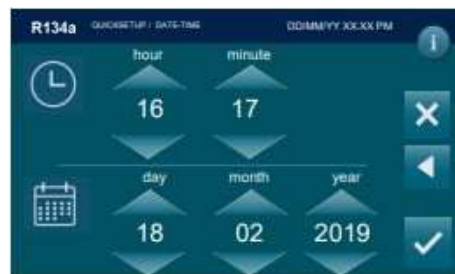 R134a QUICKSETUP / DATE-TIME DD/MM/YY XX:XX PM
i
hour minute
16 17
day month year
18 02 2019